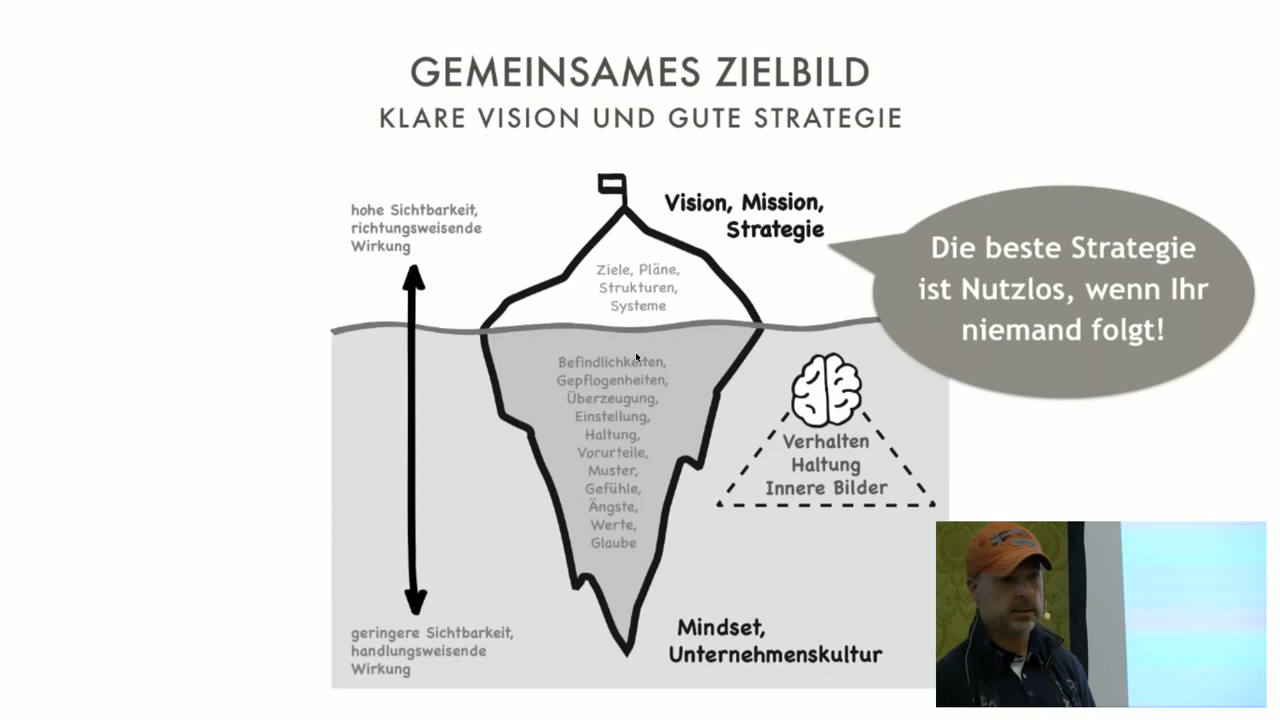 GEMEINSAMES ZIELBILD
KLARE VISION UND GUTE STRATEGIE
hohe Sichtbarkeit,
richtungsweisende
Wirkung
Vision, Mission,
Strategie
Ziele, Pläne,
Strukturen,
Systeme
Die beste Strategie
ist Nutzlos, wenn Ihr
niemand folgt!
Befindlichkeiten,
Gepflogenheiten,
Überzeugung,
Einstellung,
Haltung,
Vorurteile,
Muster,
Gefühle,
Ängste,
Werte,
Glaube
Verhalten
Haltung
Innere Bilder
geringere Sichtbarkeit,
handlungsweisende
Wirkung
Mindset,
Unternehmenskultur